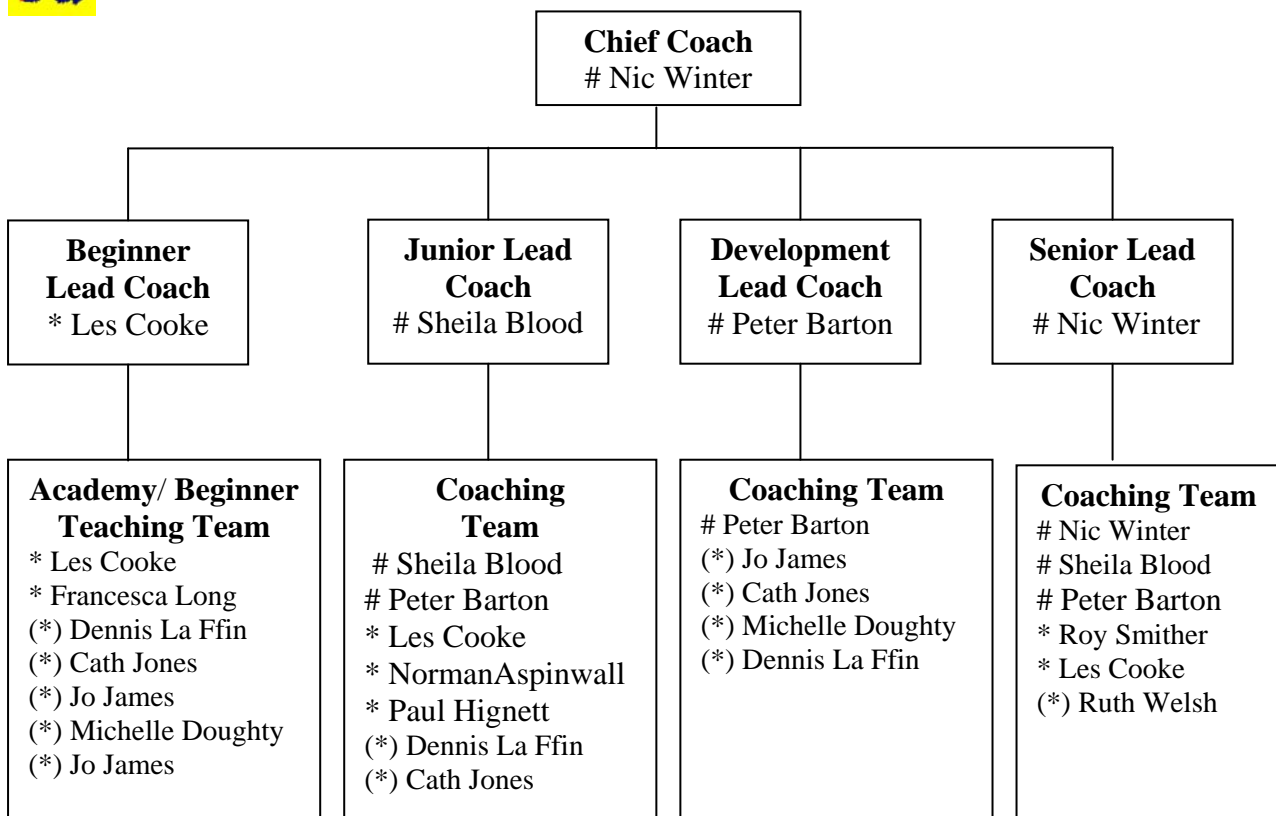 Chief Coach
# Nic Winter
Beginner
Lead Coach
* Les Cooke
Junior Lead
Coach
# Sheila Blood
Development
Lead Coach
# Peter Barton
Senior Lead
Coach
# Nic Winter
Academy/ Beginner
Teaching Team
* Les Cooke
* Francesca Long
(*) Dennis La Ffin
(*) Cath Jones
(*) Jo James
(*) Michelle Doughty
(*) Jo James
Coaching
Team
# Sheila Blood
# Peter Barton
* Les Cooke
* NormanAspinwall
* Paul Hignett
(*) Dennis La Ffin
(*) Cath Jones
Coaching Team
# Peter Barton
(*) Jo James
(*) Cath Jones
(*) Michelle Doughty
(*) Dennis La Ffin
Coaching Team
# Nic Winter
# Sheila Blood
# Peter Barton
* Roy Smither
* Les Cooke
(*) Ruth Welsh